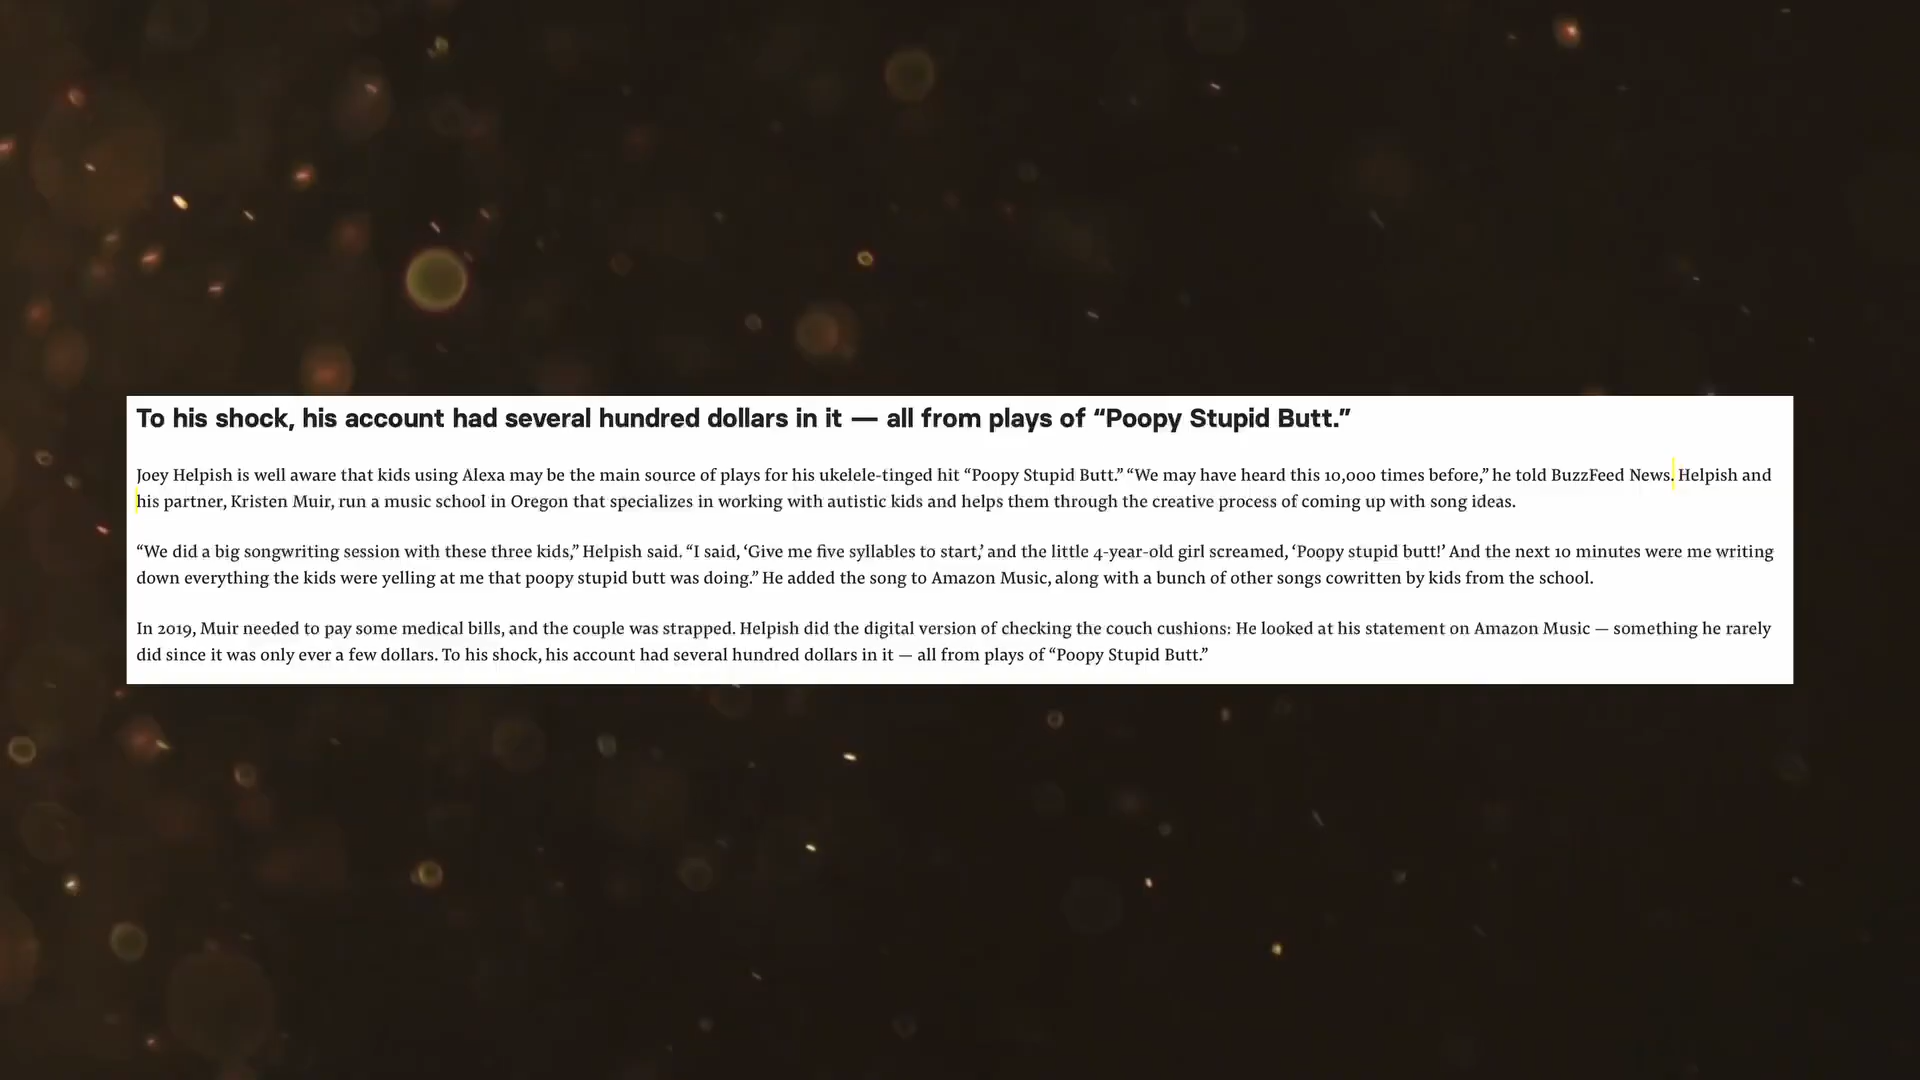 To his shock, his account had several hundred dollars in it — all from plays of “Poopy Stupid Butt.”
Joey Helpish is well aware that kids using Alexa may be the main source of plays for his ukelele-tinged hit “Poopy Stupid Butt.” “We may have heard this 10,000 times before,” he told BuzzFeed News. Helpish and
his partner, Kristen Muir, run a music school in Oregon that specializes in working with autistic kids and helps them through the creative process of coming up with song ideas.
“We did a big songwriting session with these three kids,” Helpish said. “I said, ‘Give me five syllables to start,’ and the little 4-year-old girl screamed, ‘Poopy stupid butt!’ And the next 10 minutes were me writing
down everything the kids were yelling at me that poopy stupid butt was doing.” He added the song to Amazon Music, along with a bunch of other songs cowritten by kids from the school.
In 2019, Muir needed to pay some medical bills, and the couple was strapped. Helpish did the digital version of checking the couch cushions: He looked at his statement on Amazon Music — something he rarely
did since it was only ever a few dollars. To his shock, his account had several hundred dollars in it — all from plays of “Poopy Stupid Butt.”